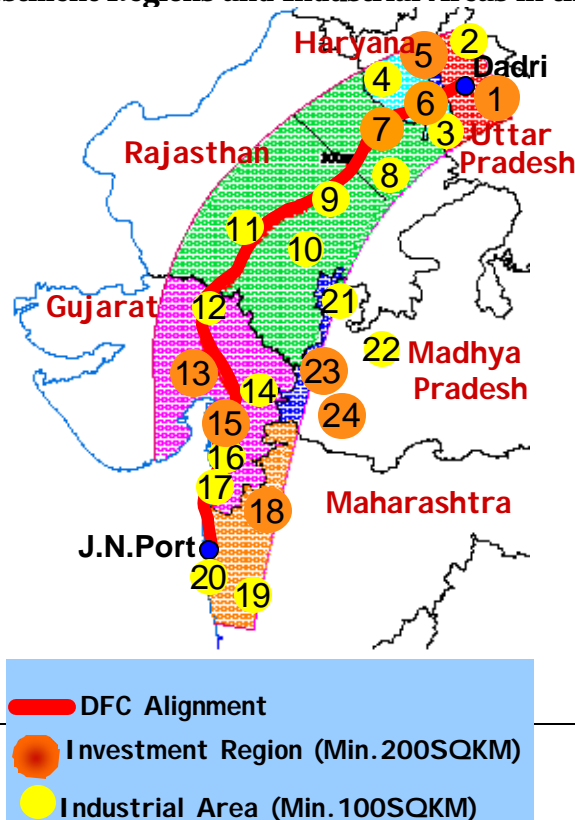 Haryana
2
5
4
Dadri
1
6
7
3
Uttar
Pradesh
Rajasthan
8
9
11
10
Gujarat
12
21
22
Madhya
Pradesh
13
23
14
24
15
16
17
18
Maharashtra
J.N.Port
20
19
DFC Alignment
Investment Region (Min.200SQKM)
Industrial Area (Min.100SQKM)